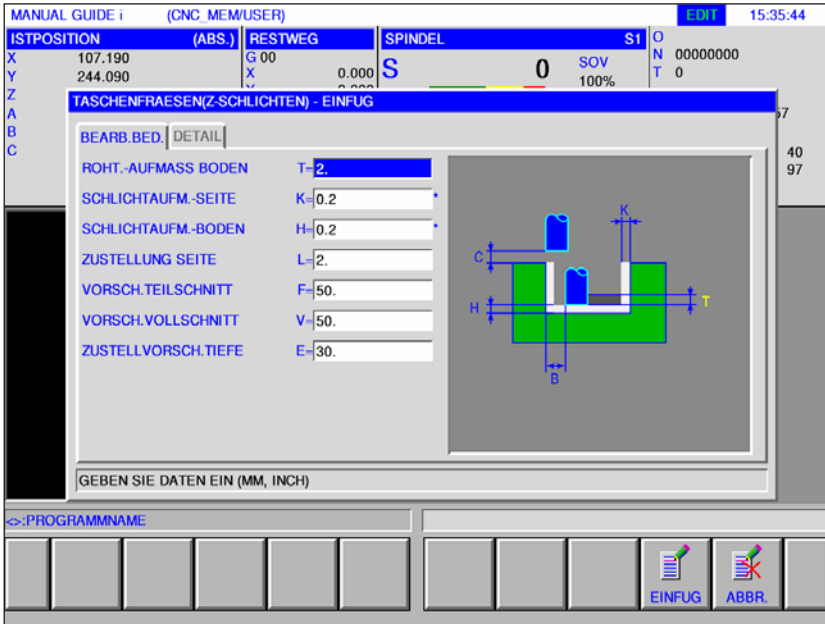 MANUAL GUIDE i (CNC_MEM/USER) EDIT 15:35:44
ISTPOSITION (ABS.) RESTWEG SPINDEL S1 O
X 107.190 G 00 S 0 SOV N 00000000
Y 244.090 X 0.000 100% T 0
Z
A
B
C
40
97
TASCHENFRAESEN(Z-SCHLICHTEN) - EINFUG
BEARB.BED. DETAIL
ROHT.-AUFMASS BODEN T=2.
SCHLICHTAUFM.-SEITE K=0.2 *
SCHLICHTAUFM.-BODEN H=0.2 *
ZUSTELLUNG SEITE L=2.
VORSCH.TEILSCHNITT F=50.
VORSCH.VOLLSCHNITT V=50.
ZUSTELLVORSCH.TIEFE E=30.
K
C
H
T
B
GEBEN SIE DATEN EIN (MM, INCH)
<>:PROGRAMMNAME
EINFUG ABBR.